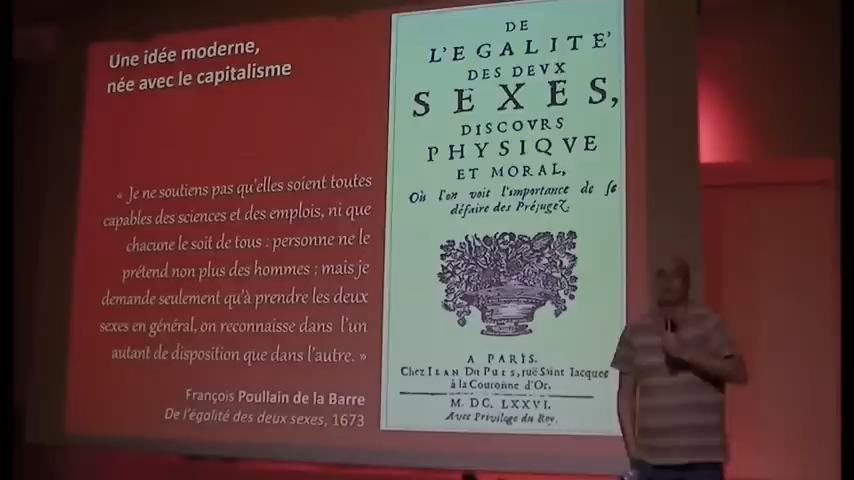 Une idée moderne,
née avec le capitalisme
« Je ne soutiens pas qu'elles soient toutes
capables des sciences et des emplois, ni que
chacune le soit de tous : personne ne le
prétend non plus des hommes ; mais je
demande seulement qu'à prendre les deux
sexes en général, on reconnaisse dans l'un
autant de disposition que dans l'autre. »
François Poullain de la Barre
De l'égalité des deux sexes, 1673
DE
L'EGALITE'
DES DEVX
SEXES,
DISCOVRS
PHYSIQVE
ET MORAL,
Où l'on voit l'importance de se
défaire des Préjugez.
A PARIS.
Chez IEAN DU PUIS, ruë Saint Iacques
à la Couronne d'Or.
M. DC. LXXVI.
Avec Privilege du Roy.